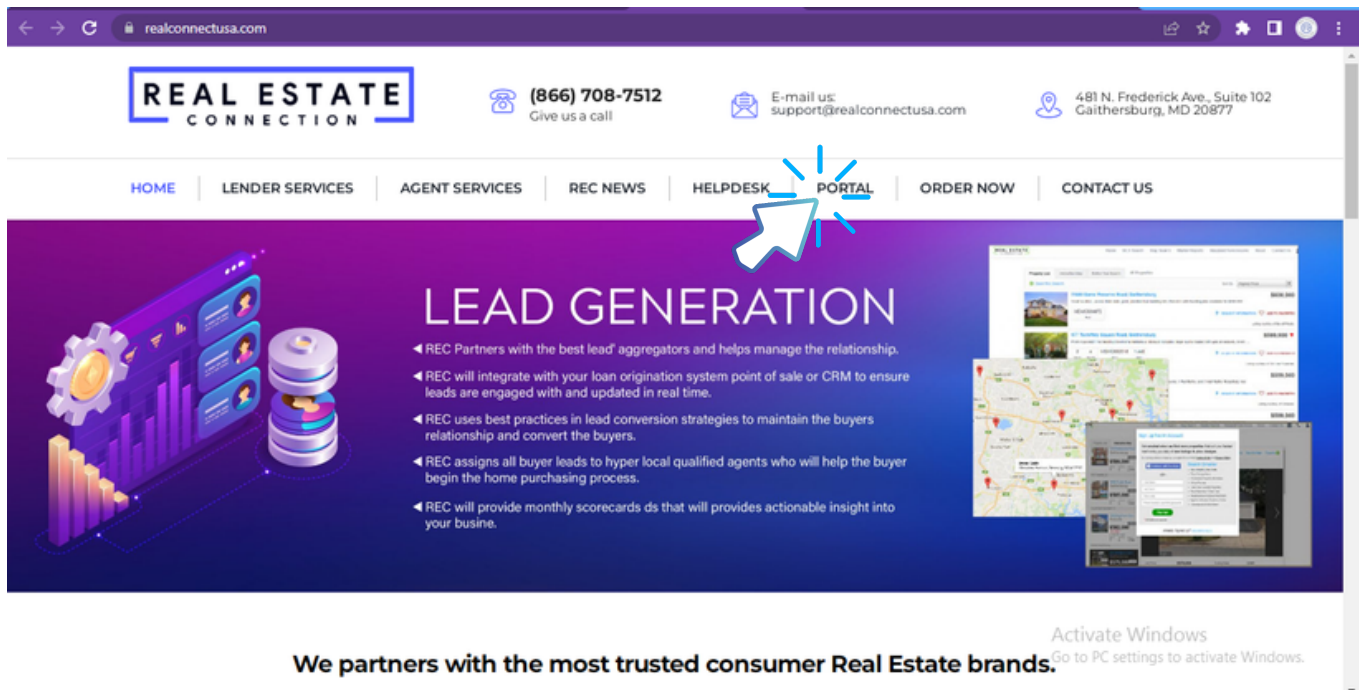 realconnectusa.com
REAL ESTATE
CONNECTION
(866) 708-7512
Give us a call
E-mail us:
support@realconnectusa.com
481 N. Frederick Ave., Suite 102
Gaithersburg, MD 20877
HOME
LENDER SERVICES
AGENT SERVICES
REC NEWS
HELPDESK
PORTAL
ORDER NOW
CONTACT US
LEAD GENERATION
REC Partners with the best lead' aggregators and helps manage the relationship.
REC will integrate with your loan origination system point of sale or CRM to ensure
leads are engaged with and updated in real time.
REC uses best practices in lead conversion strategies to maintain the buyers
relationship and convert the buyers.
REC assigns all buyer leads to hyper local qualified agents who will help the buyer
begin the home purchasing process.
REC will provide monthly scorecards ds that will provides actionable insight into
your busine.
REAL ESTATE
We partners with the most trusted consumer Real Estate brands.
Activate Windows
Go to PC settings to activate Windows.